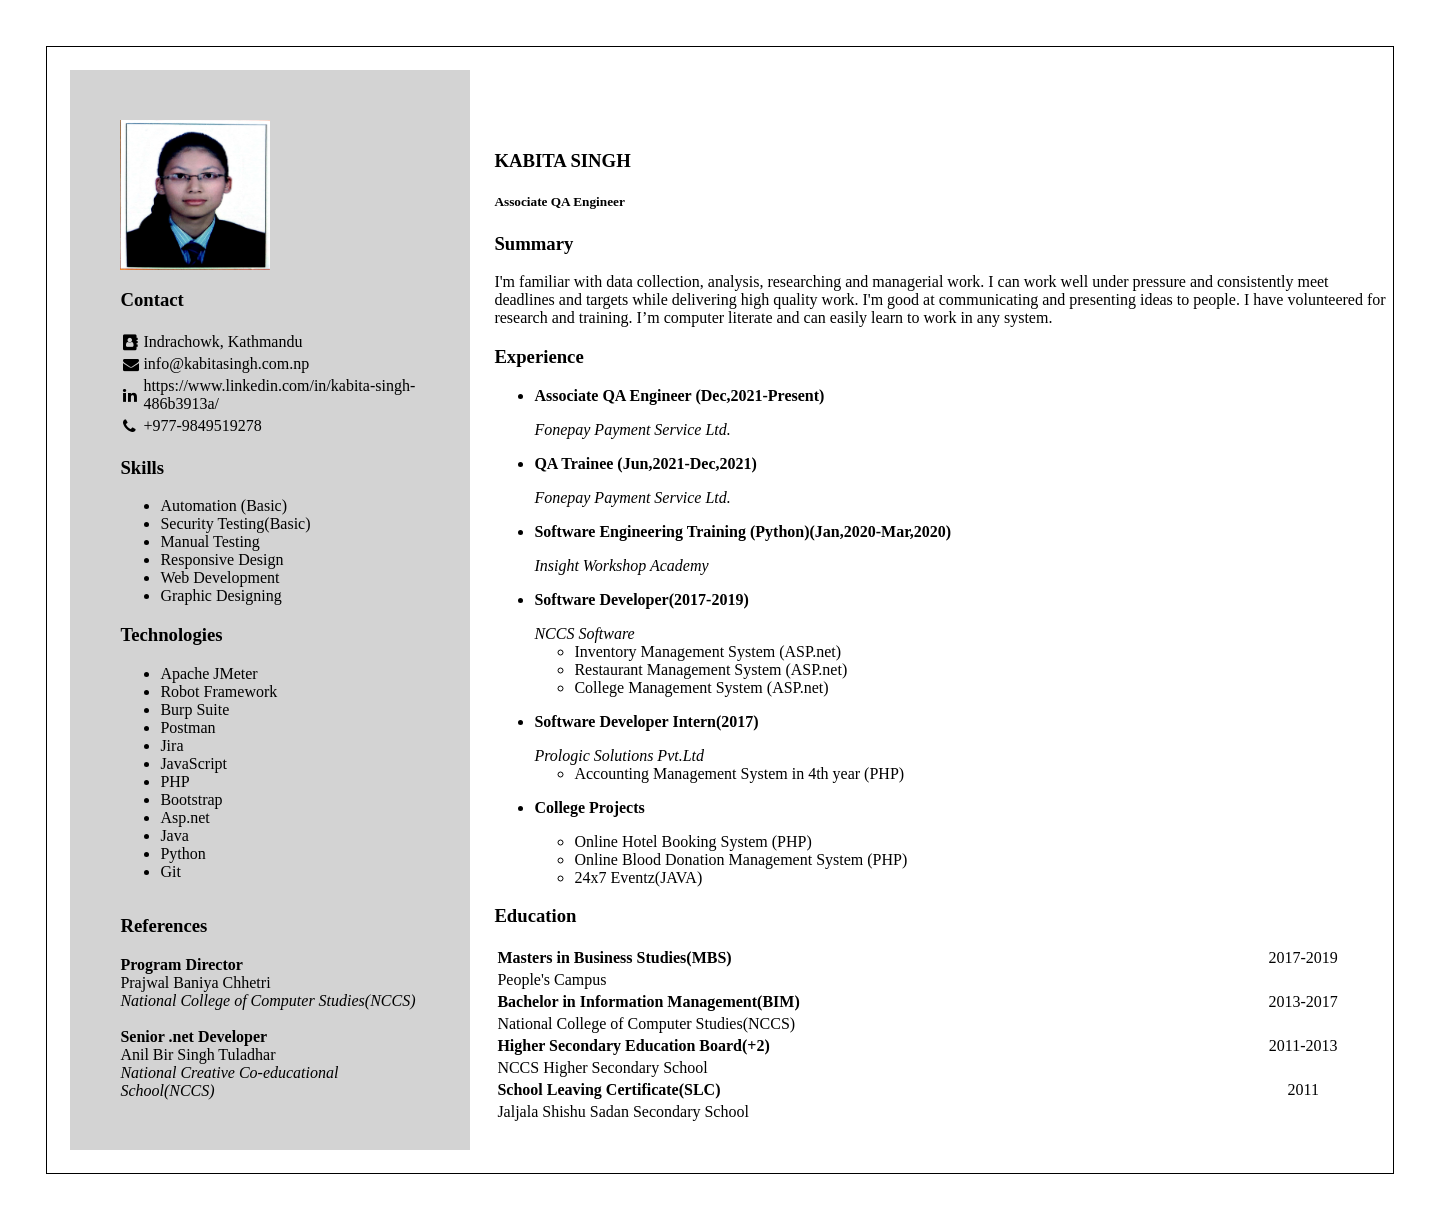 Contact
Indrachowk, Kathmandu
info@kabitasingh.com.np
https://www.linkedin.com/in/kabita-singh-
486b3913a/
+977-9849519278
Skills
Automation (Basic)
Security Testing(Basic)
Manual Testing
Responsive Design
Web Development
Graphic Designing
Technologies
Apache JMeter
Robot Framework
Burp Suite
Postman
Jira
JavaScript
PHP
Bootstrap
Asp.net
Java
Python
Git
References
Program Director
Prajwal Baniya Chhetri
National College of Computer Studies(NCCS)
Senior .net Developer
Anil Bir Singh Tuladhar
National Creative Co-educational
School(NCCS)
KABITA SINGH
Associate QA Engineer
Summary
I'm familiar with data collection, analysis, researching and managerial work. I can work well under pressure and consistently meet
deadlines and targets while delivering high quality work. I'm good at communicating and presenting ideas to people. I have volunteered for
research and training. I’m computer literate and can easily learn to work in any system.
Experience
Associate QA Engineer (Dec,2021-Present)
Fonepay Payment Service Ltd.
QA Trainee (Jun,2021-Dec,2021)
Fonepay Payment Service Ltd.
Software Engineering Training (Python)(Jan,2020-Mar,2020)
Insight Workshop Academy
Software Developer(2017-2019)
NCCS Software
Inventory Management System (ASP.net)
Restaurant Management System (ASP.net)
College Management System (ASP.net)
Software Developer Intern(2017)
Prologic Solutions Pvt.Ltd
Accounting Management System in 4th year (PHP)
College Projects
Online Hotel Booking System (PHP)
Online Blood Donation Management System (PHP)
24x7 Eventz(JAVA)
Education
Masters in Business Studies(MBS) 2017-2019
People's Campus
Bachelor in Information Management(BIM) 2013-2017
National College of Computer Studies(NCCS)
Higher Secondary Education Board(+2) 2011-2013
NCCS Higher Secondary School
School Leaving Certificate(SLC) 2011
Jaljala Shishu Sadan Secondary School